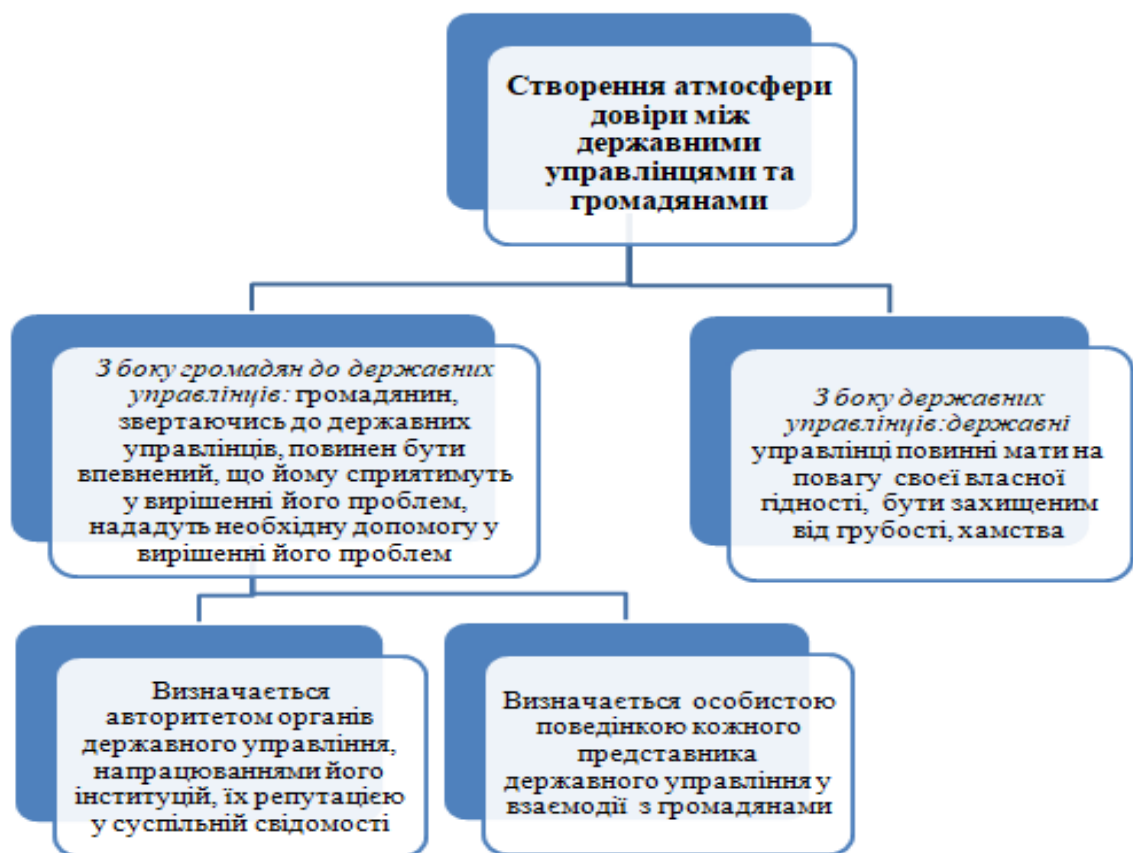 Створення атмосфери
довіри між
державними
управлінцями та
громадянами
З боку громадян до державних
управлінців: громадянин,
звертаючись до державних
управлінців, повинен бути
впевнений, що йому сприятимуть
у вирішенні його проблем,
нададуть необхідну допомогу у
вирішенні його проблем
З боку державних
управлінців:державні
управлінці повинні мати на
повагу своєї власної
гідності, бути захищеним
від грубості, хамства
Визначається
авторитетом органів
державного управління,
напрацюваннями його
інституцій, їх репутацією
у суспільній свідомості
Визначається особистою
поведінкою кожного
представника
державного управління у
взаємодії з громадянами